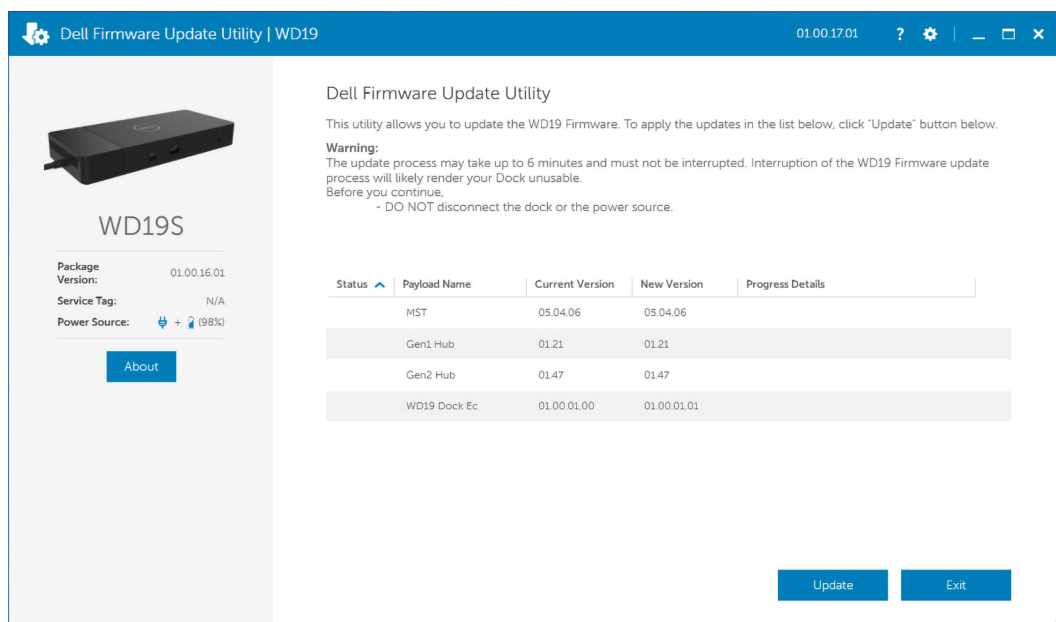 Dell Firmware Update Utility | WD19
01.00.17.01
?
WD19S
Package
Version:
01.00.16.01
Service Tag:
N/A
Power Source:
+
(98%)
About
Dell Firmware Update Utility
This utility allows you to update the WD19 Firmware. To apply the updates in the list below, click "Update" button below.
Warning:
The update process may take up to 6 minutes and must not be interrupted. Interruption of the WD19 Firmware update
process will likely render your Dock unusable.
Before you continue,
- DO NOT disconnect the dock or the power source.
Status Payload Name Current Version New Version Progress Details
MST 05.04.06 05.04.06
Gen1 Hub 01.21 01.21
Gen2 Hub 01.47 01.47
WD19 Dock Ec 01.00.01.00 01.00.01.01
Update
Exit